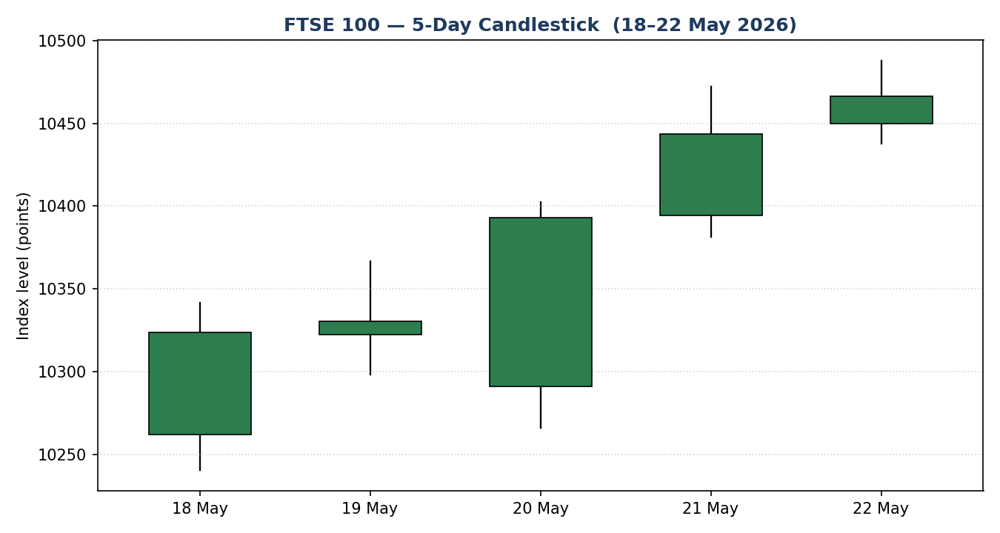 FTSE 100 — 5-Day Candlestick  (18–22 May 2026)
Index level (points)
10500
10450
10400
10350
10300
10250
18 May
19 May
20 May
21 May
22 May